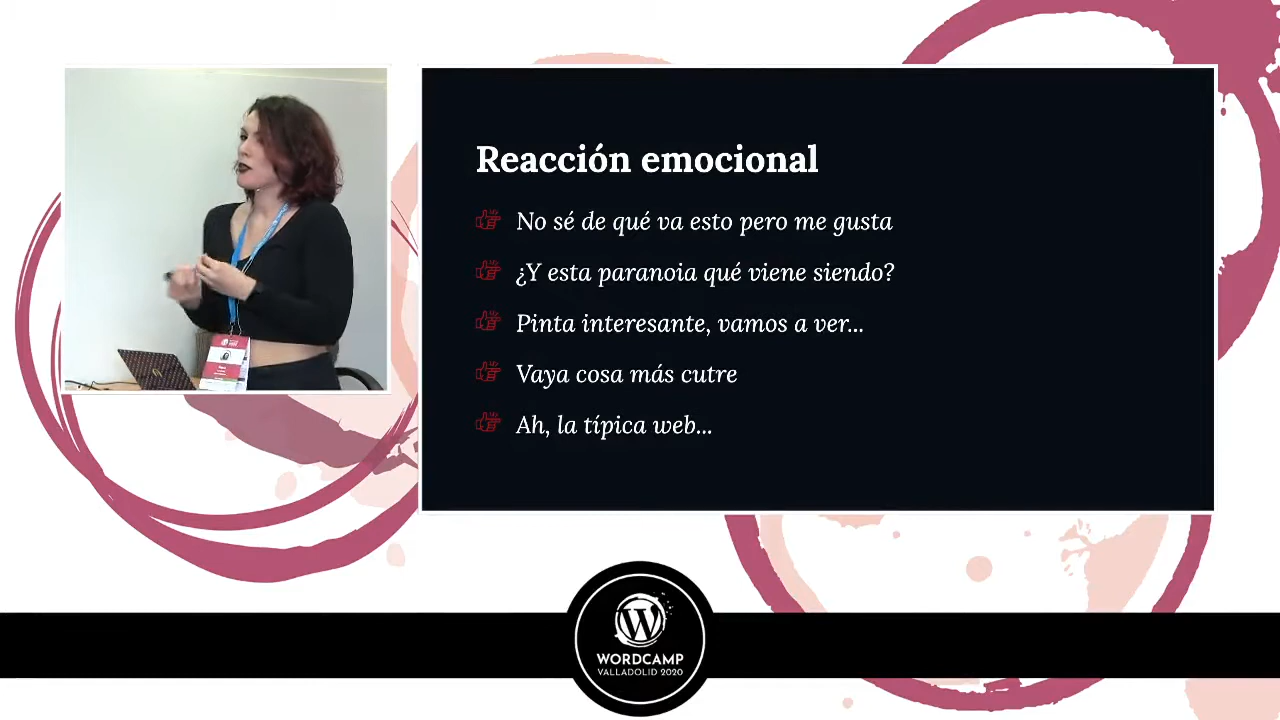 Reacción emocional
No sé de qué va esto pero me gusta
¿Y esta paranoia qué viene siendo?
Pinta interesante, vamos a ver...
Vaya cosa más cutre
Ah, la típica web...
WORDCAMP
VALLADOLID 2020